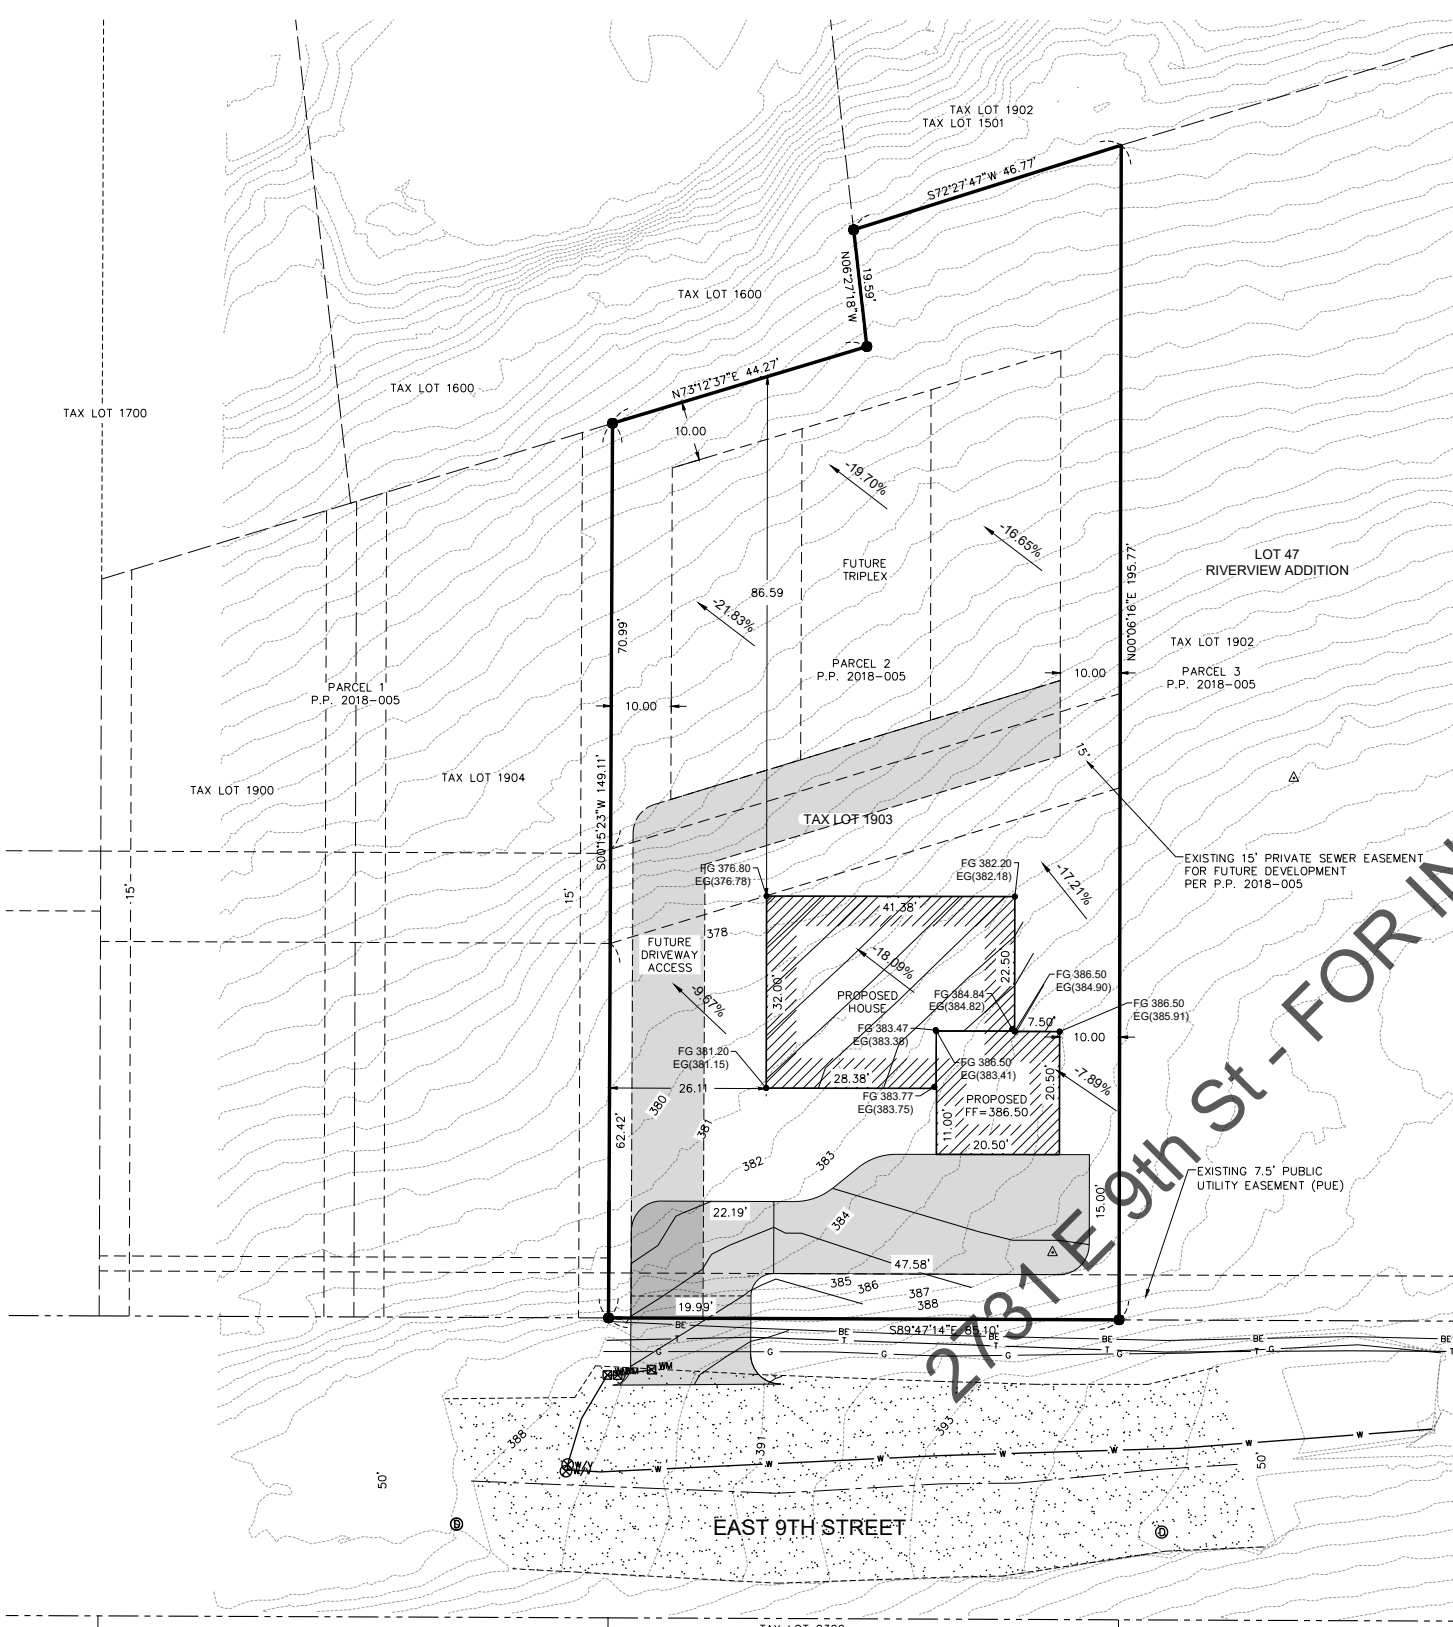 TAX LOT 1902
TAX LOT 1501
S72°27'47"W 46.77'
N06°27'18"W
19.59'
TAX LOT 1600
N73°12'37"E 44.27'
TAX LOT 1600
TAX LOT 1700
10.00
-19.70%
-16.65%
LOT 47
RIVERVIEW ADDITION
FUTURE
TRIPLEX
86.59
-21.83%
N00°06'16"E 195.77'
70.99'
TAX LOT 1902
PARCEL 2
P.P. 2018-005
10.00
PARCEL 3
P.P. 2018-005
PARCEL 1
P.P. 2018-005
10.00
15'
S00°15'23"W 149.11'
TAX LOT 1904
TAX LOT 1900
TAX LOT 1903
EXISTING 15' PRIVATE SEWER EASEMENT
FOR FUTURE DEVELOPMENT
PER P.P. 2018-005
FG 376.80
EG(376.78)
FG 382.20
EG(382.18)
-17.21%
15'
15'
41.38'
378
FUTURE
DRIVEWAY
ACCESS
-18.09%
22.50'
FG 386.50
EG(384.90)
32.00'
-9.67%
PROPOSED
HOUSE
FG 384.84
EG(384.82)
FG 386.50
EG(385.91)
7.50'
FG 383.47
EG(383.38)
10.00
FG 381.20
EG(381.15)
FG 386.50
EG(383.41)
28.38'
26.11
20.50'
-7.89%
FG 383.77
EG(383.75)
PROPOSED
FF=386.50
380
381
62.42'
11.00'
20.50'
382
383
EXISTING 7.5' PUBLIC
UTILITY EASEMENT (PUE)
15.00'
22.19'
384
47.58'
385
386
387
388
19.99'
S89°47'14"E 85.10'
BE
BE
BE
BE
BE
T
T
T
T
T
T
G
G
G
G
G
G
WM
2731 E 9th St - FOR IN
388
391
393
W/V
W
W
W
W
W
W
W
50'
50'
EAST 9TH STREET
D
D